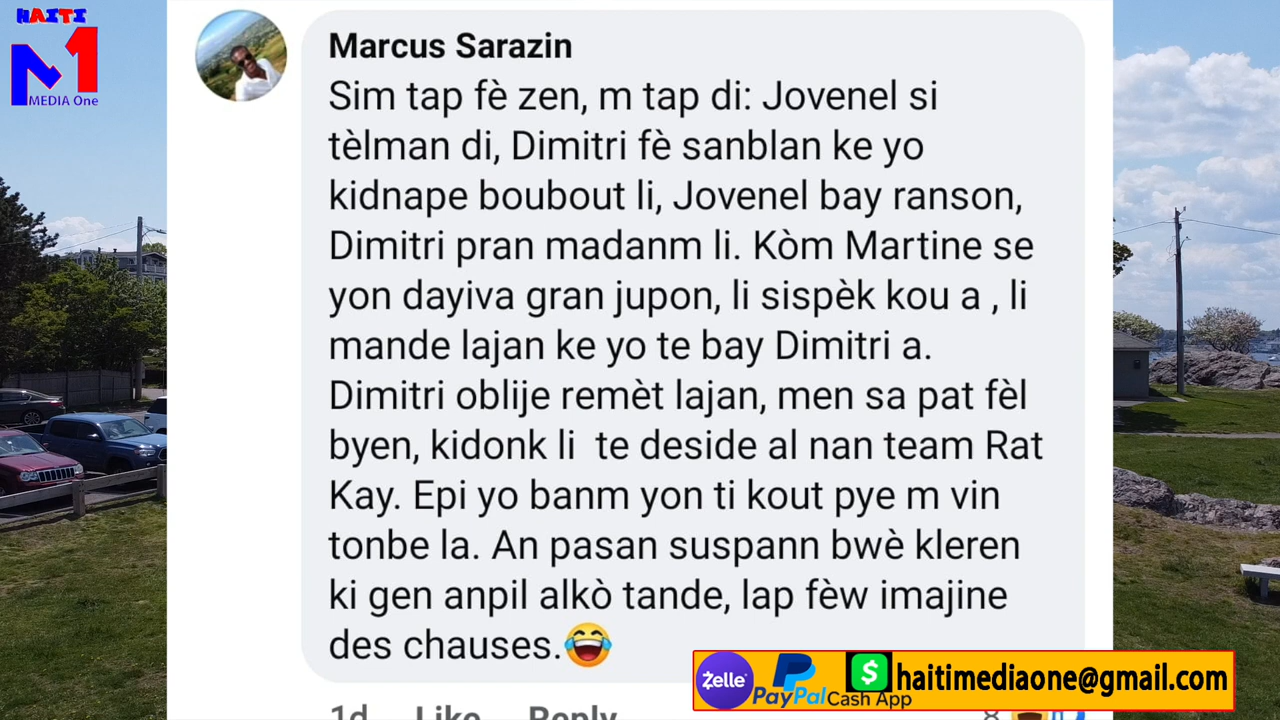 HAITI
M1
MEDIA One
Marcus Sarazin
Sim tap fè zen, m tap di: Jovenel si
tèlman di, Dimitri fè sanblan ke yo
kidnape boubout li, Jovenel bay ranson,
Dimitri pran madanm li. Kòm Martine se
yon dayiva gran jupon, li sispèk kou a , li
mande lajan ke yo te bay Dimitri a.
Dimitri oblije remèt lajan, men sa pat fèl
byen, kidonk li  te deside al nan team Rat
Kay. Epi yo banm yon ti kout pye m vin
tonbe la. An pasan suspann bwè kleren
ki gen anpil alkò tande, lap fèw imajine
des chauses.😂
1d Like Reply 8
Zelle PayPal $ Cash App haitimediaone@gmail.com